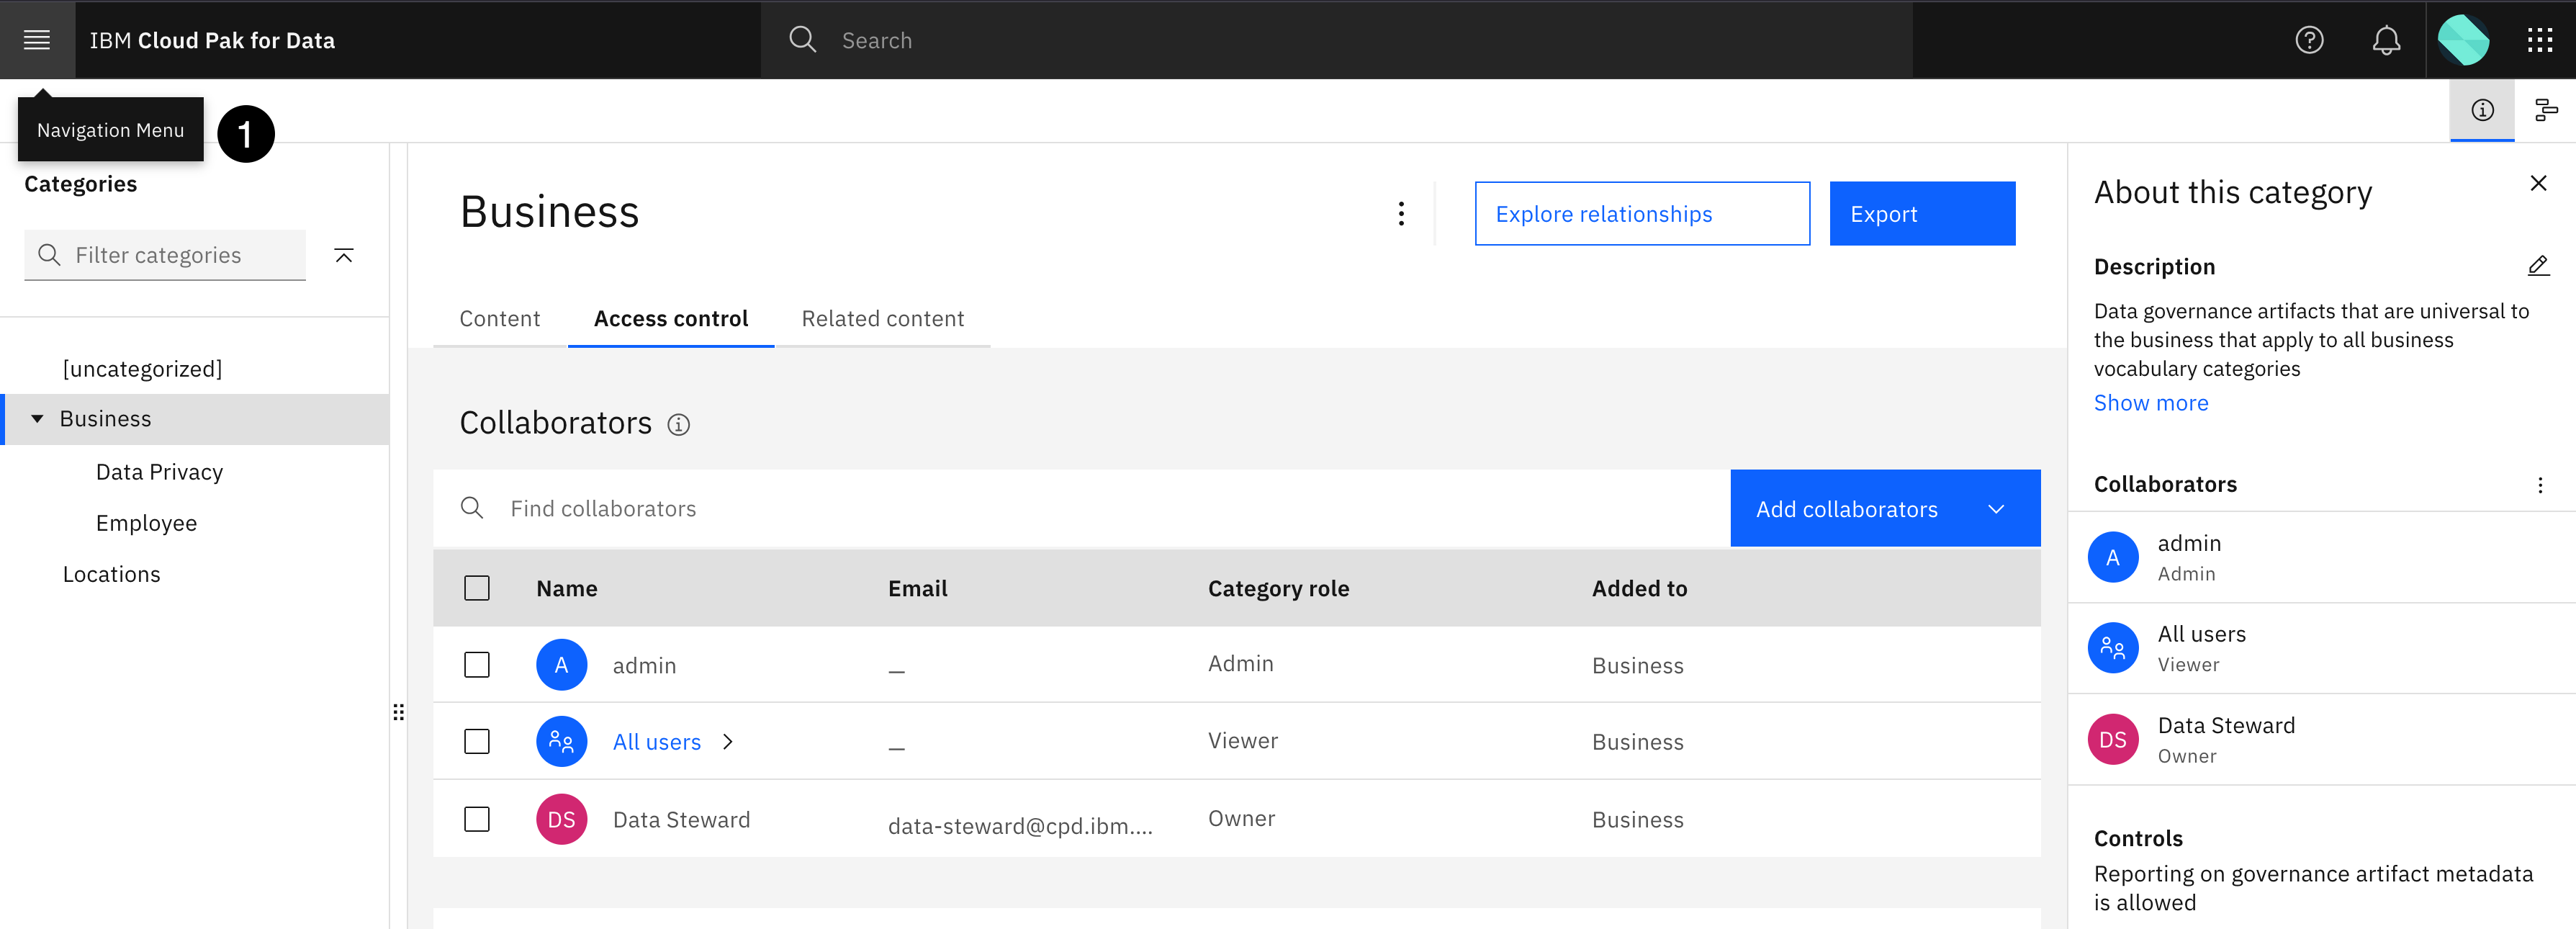 IBM Cloud Pak for Data
Search
Navigation Menu
1
Categories
Filter categories
[uncategorized]
Business
Data Privacy
Employee
Locations
Business
Explore relationships
Export
Content
Access control
Related content
Collaborators
Find collaborators
Add collaborators
Name Email Category role Added to
A admin – Admin Business
All users – Viewer Business
DS Data Steward data-steward@cpd.ibm.... Owner Business
About this category
Description
Data governance artifacts that are universal to
the business that apply to all business
vocabulary categories
Show more
Collaborators
A admin
Admin
All users
Viewer
DS Data Steward
Owner
Controls
Reporting on governance artifact metadata
is allowed